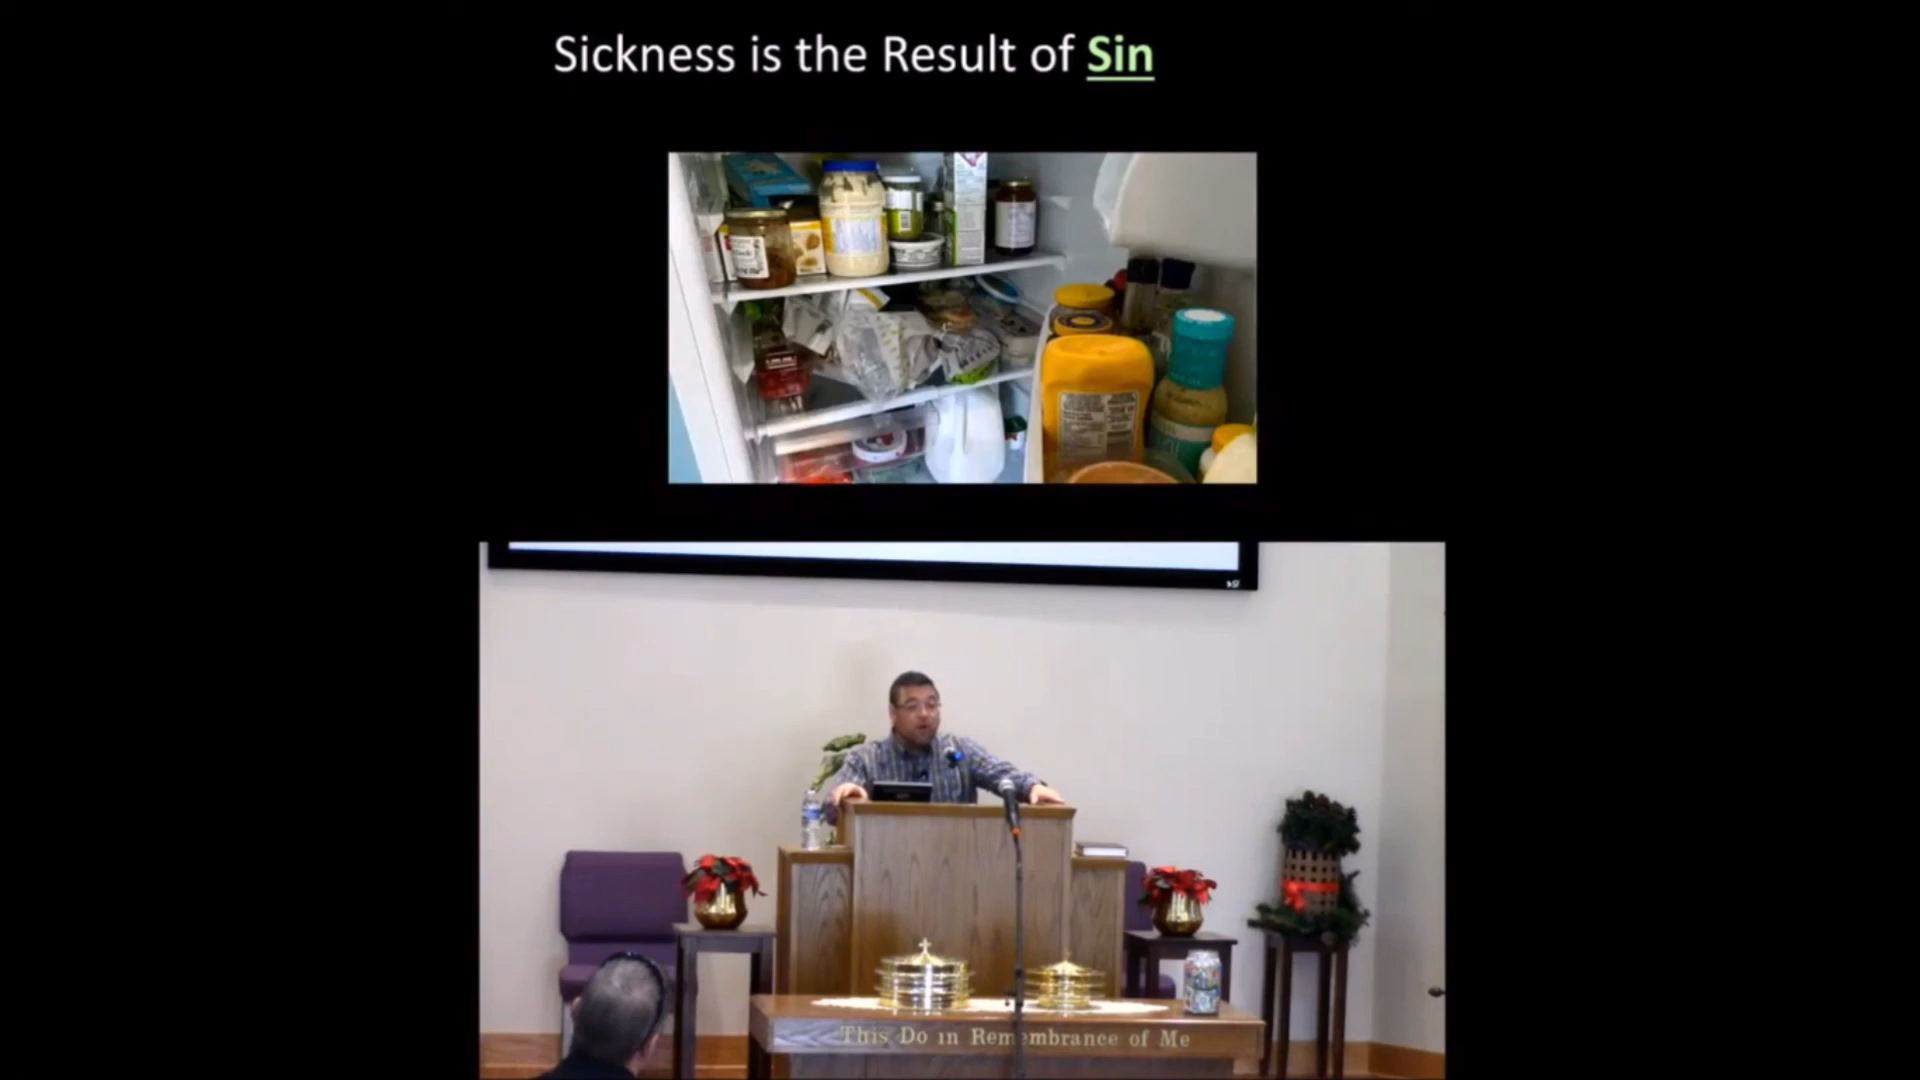 Sickness is the Result of Sin
This Do in Remembrance of Me